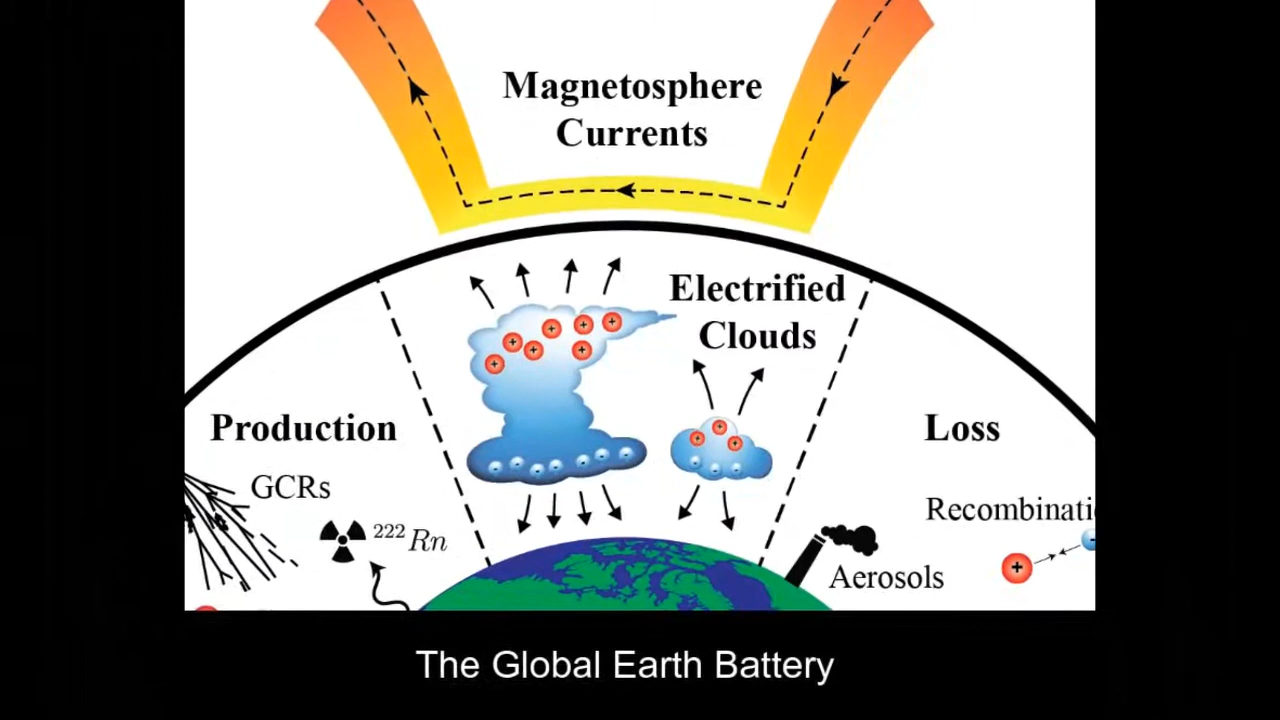 Magnetosphere
Currents
Electrified
Clouds
Production
Loss
GCRs
²²²Rn
Recombinati
Aerosols
The Global Earth Battery